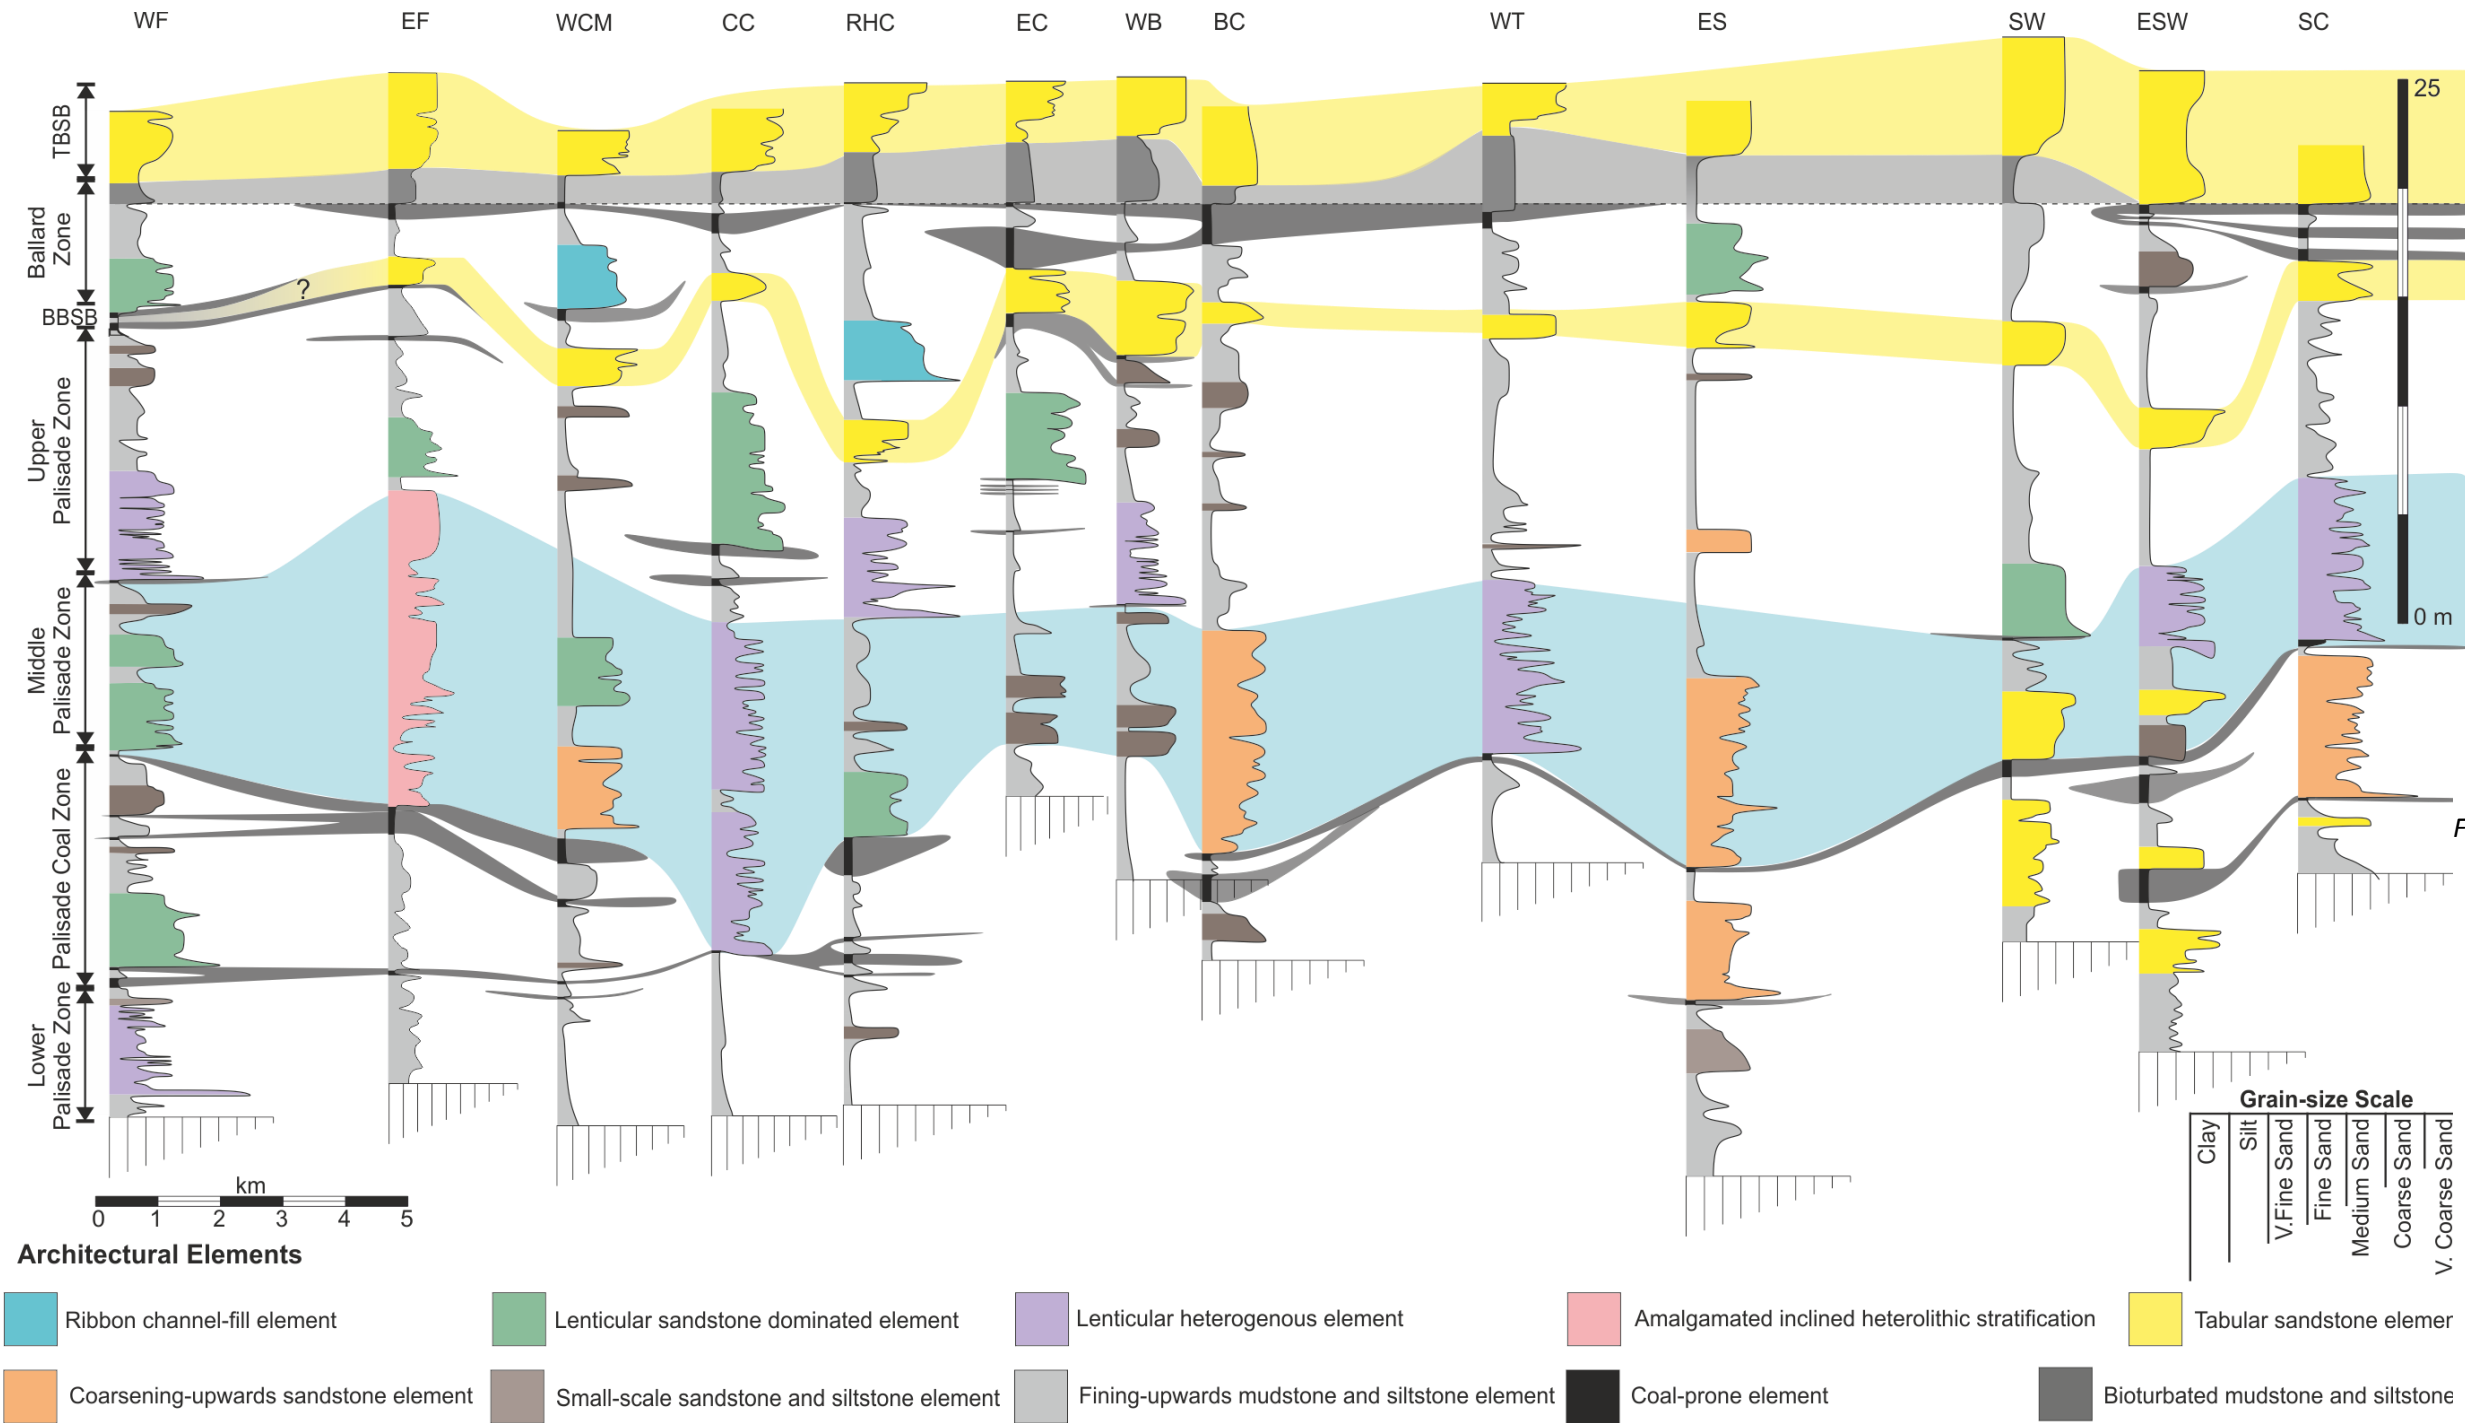 WF EF WCM CC RHC EC WB BC WT ES SW ESW SC
TBSB
Ballard
Zone
BBSB
Upper
Palisade Zone
Middle
Palisade Zone
Palisade Coal Zone
Lower
Palisade Zone
?
25
0 m
F
km
0 1 2 3 4 5
Grain-size Scale
Clay
Silt
V.Fine Sand
Fine Sand
Medium Sand
Coarse Sand
V. Coarse Sand
Architectural Elements
Ribbon channel-fill element
Lenticular sandstone dominated element
Lenticular heterogenous element
Amalgamated inclined heterolithic stratification
Tabular sandstone elemen
Coarsening-upwards sandstone element
Small-scale sandstone and siltstone element
Fining-upwards mudstone and siltstone element
Coal-prone element
Bioturbated mudstone and siltstone